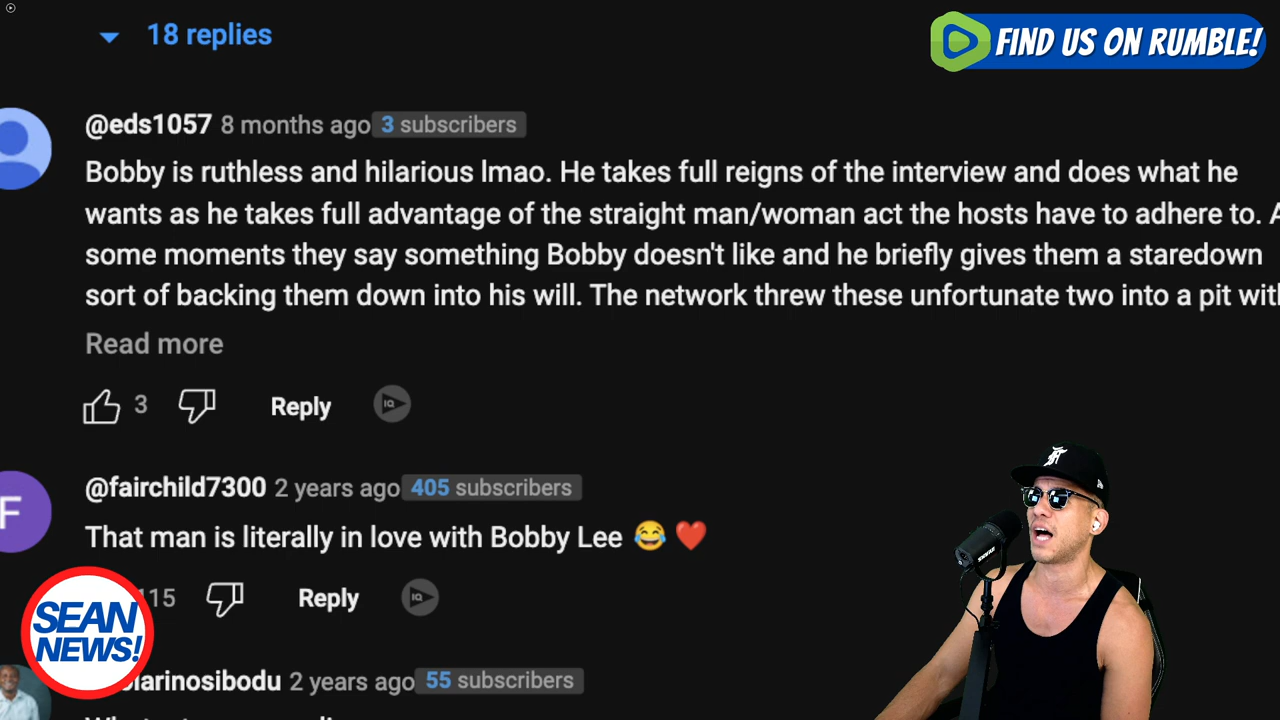 18 replies
FIND US ON RUMBLE!
@eds1057 8 months ago 3 subscribers
Bobby is ruthless and hilarious lmao. He takes full reigns of the interview and does what he
wants as he takes full advantage of the straight man/woman act the hosts have to adhere to. A
some moments they say something Bobby doesn't like and he briefly gives them a staredown
sort of backing them down into his will. The network threw these unfortunate two into a pit with
Read more
3 Reply IQ
F
@fairchild7300 2 years ago 405 subscribers
That man is literally in love with Bobby Lee 😂 ❤️
115 Reply IQ
SEAN
NEWS!
2 years ago 55 subscribers
SHURE